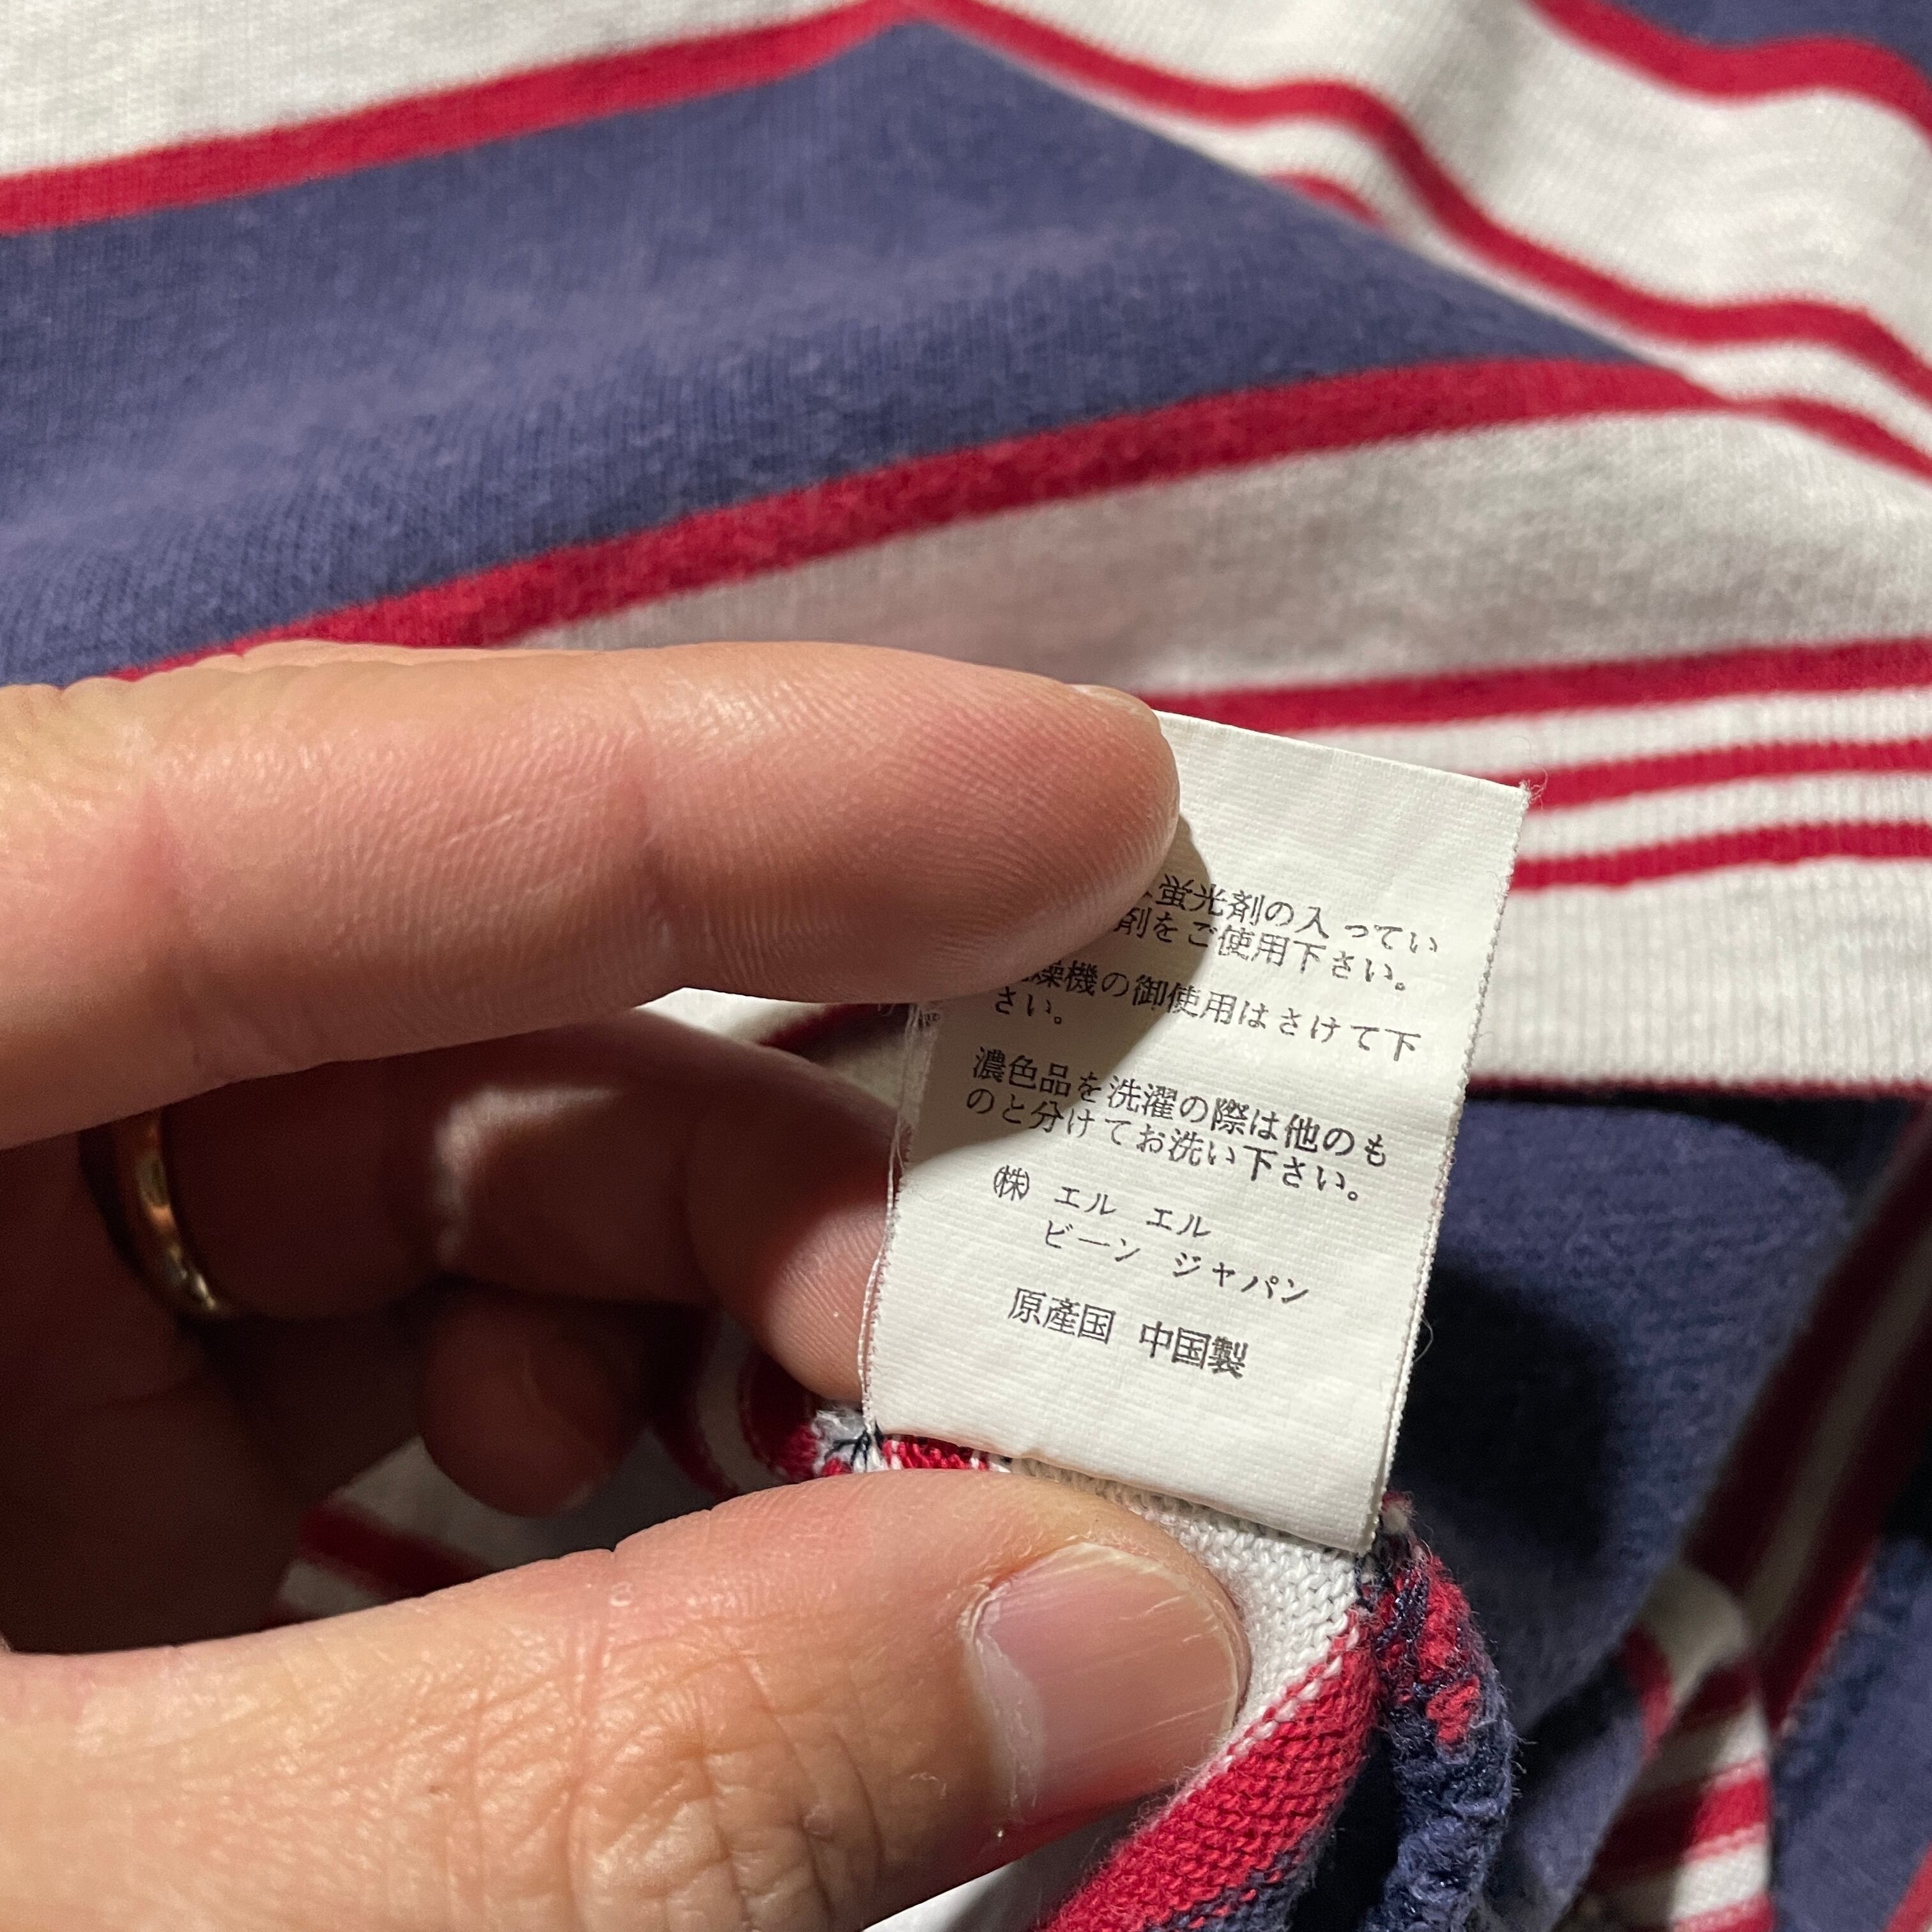 蛍光剤の入ってい
剤をご使用下さい。
燥機の御使用はさけて下
さい。
濃色品を洗濯の際は他のも
のと分けてお洗い下さい。
㈱ エル エル
ビーン ジャパン
原産国 中国製